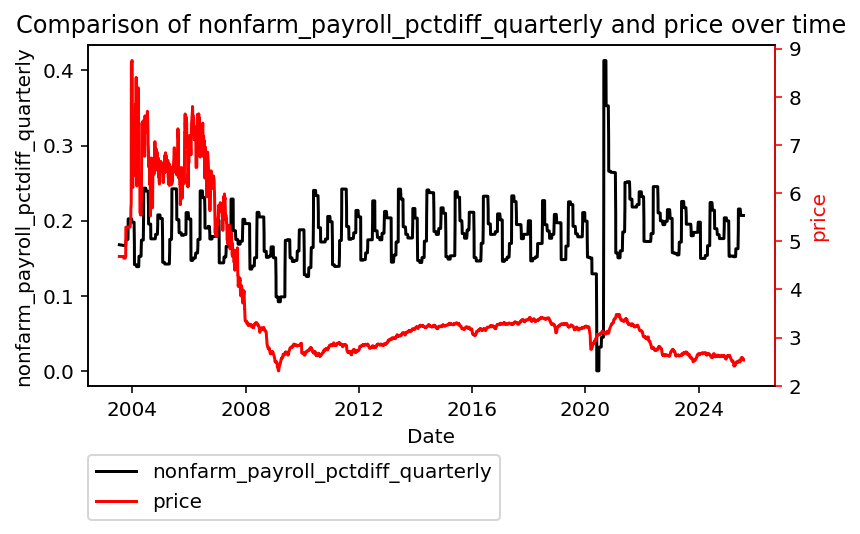 Comparison of nonfarm_payroll_pctdiff_quarterly and price over time
nonfarm_payroll_pctdiff_quarterly
0.4
0.3
0.2
0.1
0.0
9
8
7
6
5
4
3
2
price
2004 2008 2012 2016 2020 2024
Date
nonfarm_payroll_pctdiff_quarterly
price